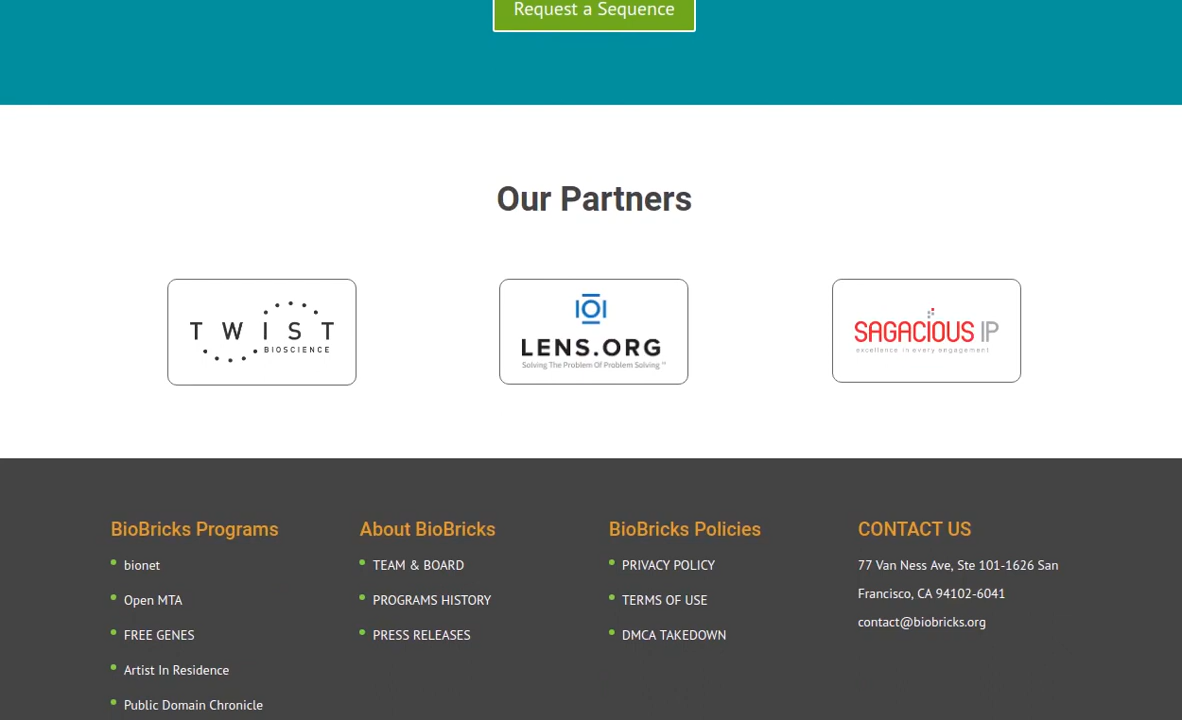 Request a Sequence
Our Partners
TWIST
BIOSCIENCE
LENS.ORG
Solving The Problem Of Problem Solving ™
SAGACIOUS IP
excellence in every engagement
BioBricks Programs
bionet
Open MTA
FREE GENES
Artist In Residence
Public Domain Chronicle
About BioBricks
TEAM & BOARD
PROGRAMS HISTORY
PRESS RELEASES
BioBricks Policies
PRIVACY POLICY
TERMS OF USE
DMCA TAKEDOWN
CONTACT US
77 Van Ness Ave, Ste 101-1626 San
Francisco, CA 94102-6041
contact@biobricks.org